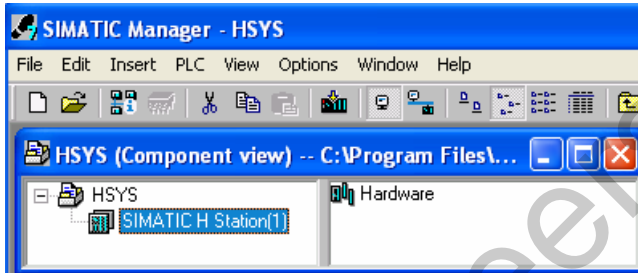 SIMATIC Manager - HSYS
File Edit Insert PLC View Options Window Help
HSYS (Component view) -- C:\Program Files\...
HSYS
Hardware
SIMATIC H Station(1)